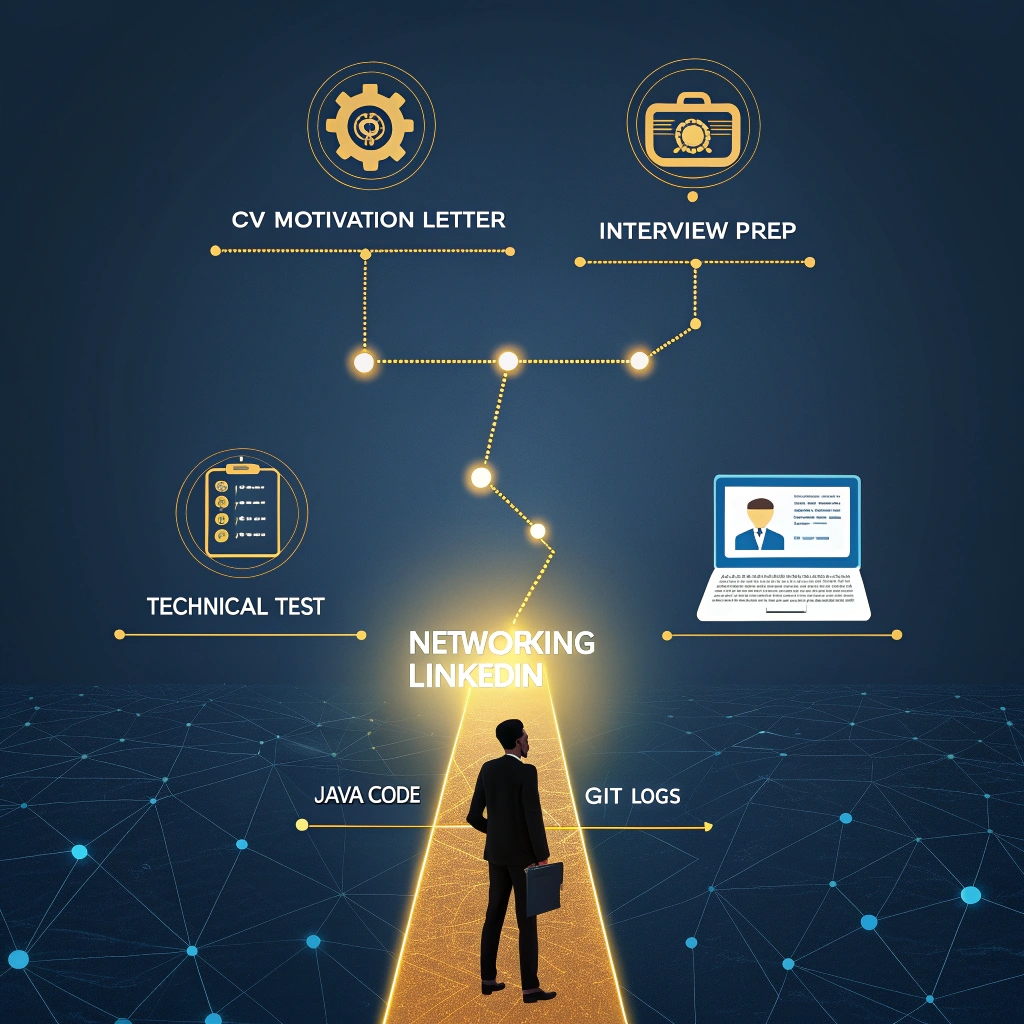 CV MOTIVATION LETTER
INTERVIEW PREP
TECHNICAL TEST
NETWORKING
LINKEDIN
JAVA CODE
GIT LOGS